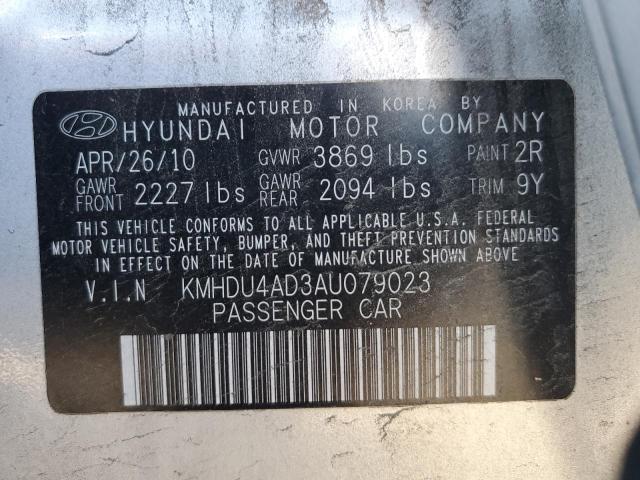 MANUFACTURED IN KOREA BY
HYUNDAI MOTOR COMPANY
APR/26/10 GVWR 3869 lbs PAINT 2R
GAWR FRONT 2227 lbs GAWR REAR 2094 lbs TRIM 9Y
THIS VEHICLE CONFORMS TO ALL APPLICABLE U.S.A. FEDERAL
MOTOR VEHICLE SAFETY, BUMPER, AND THEFT PREVENTION STANDARDS
IN EFFECT ON THE DATE OF MANUFACTURE SHOWN ABOVE
V.I.N KMHDU4AD3AU079023
PASSENGER CAR